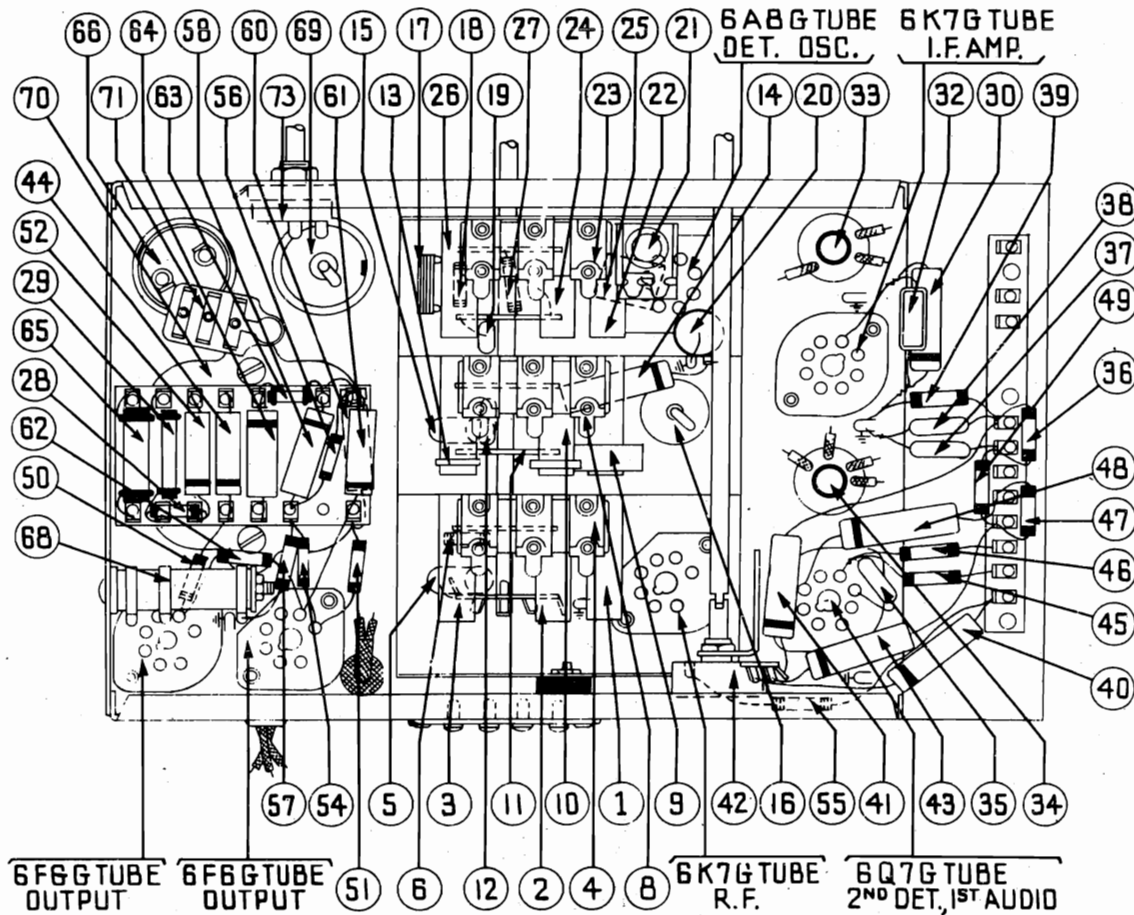 66 64 58 60 69 15 17 18 27 24 25 21
6A8G TUBE
DET. OSC.
6K7G TUBE
I.F. AMP.
70 71 63 56 73 61 13 26 19 23 22 14 20 33 32 30 39
44
52
29
65
28
62
50
68
38
37
49
36
48
47
46
45
40
57 54 5 3 11 10 1 9 42 16 55 41 43 35 34
6F6G TUBE
OUTPUT
6F6G TUBE
OUTPUT
51 6 12 2 4 8
6K7G TUBE
R.F.
6Q7G TUBE
2ND DET., 1ST AUDIO